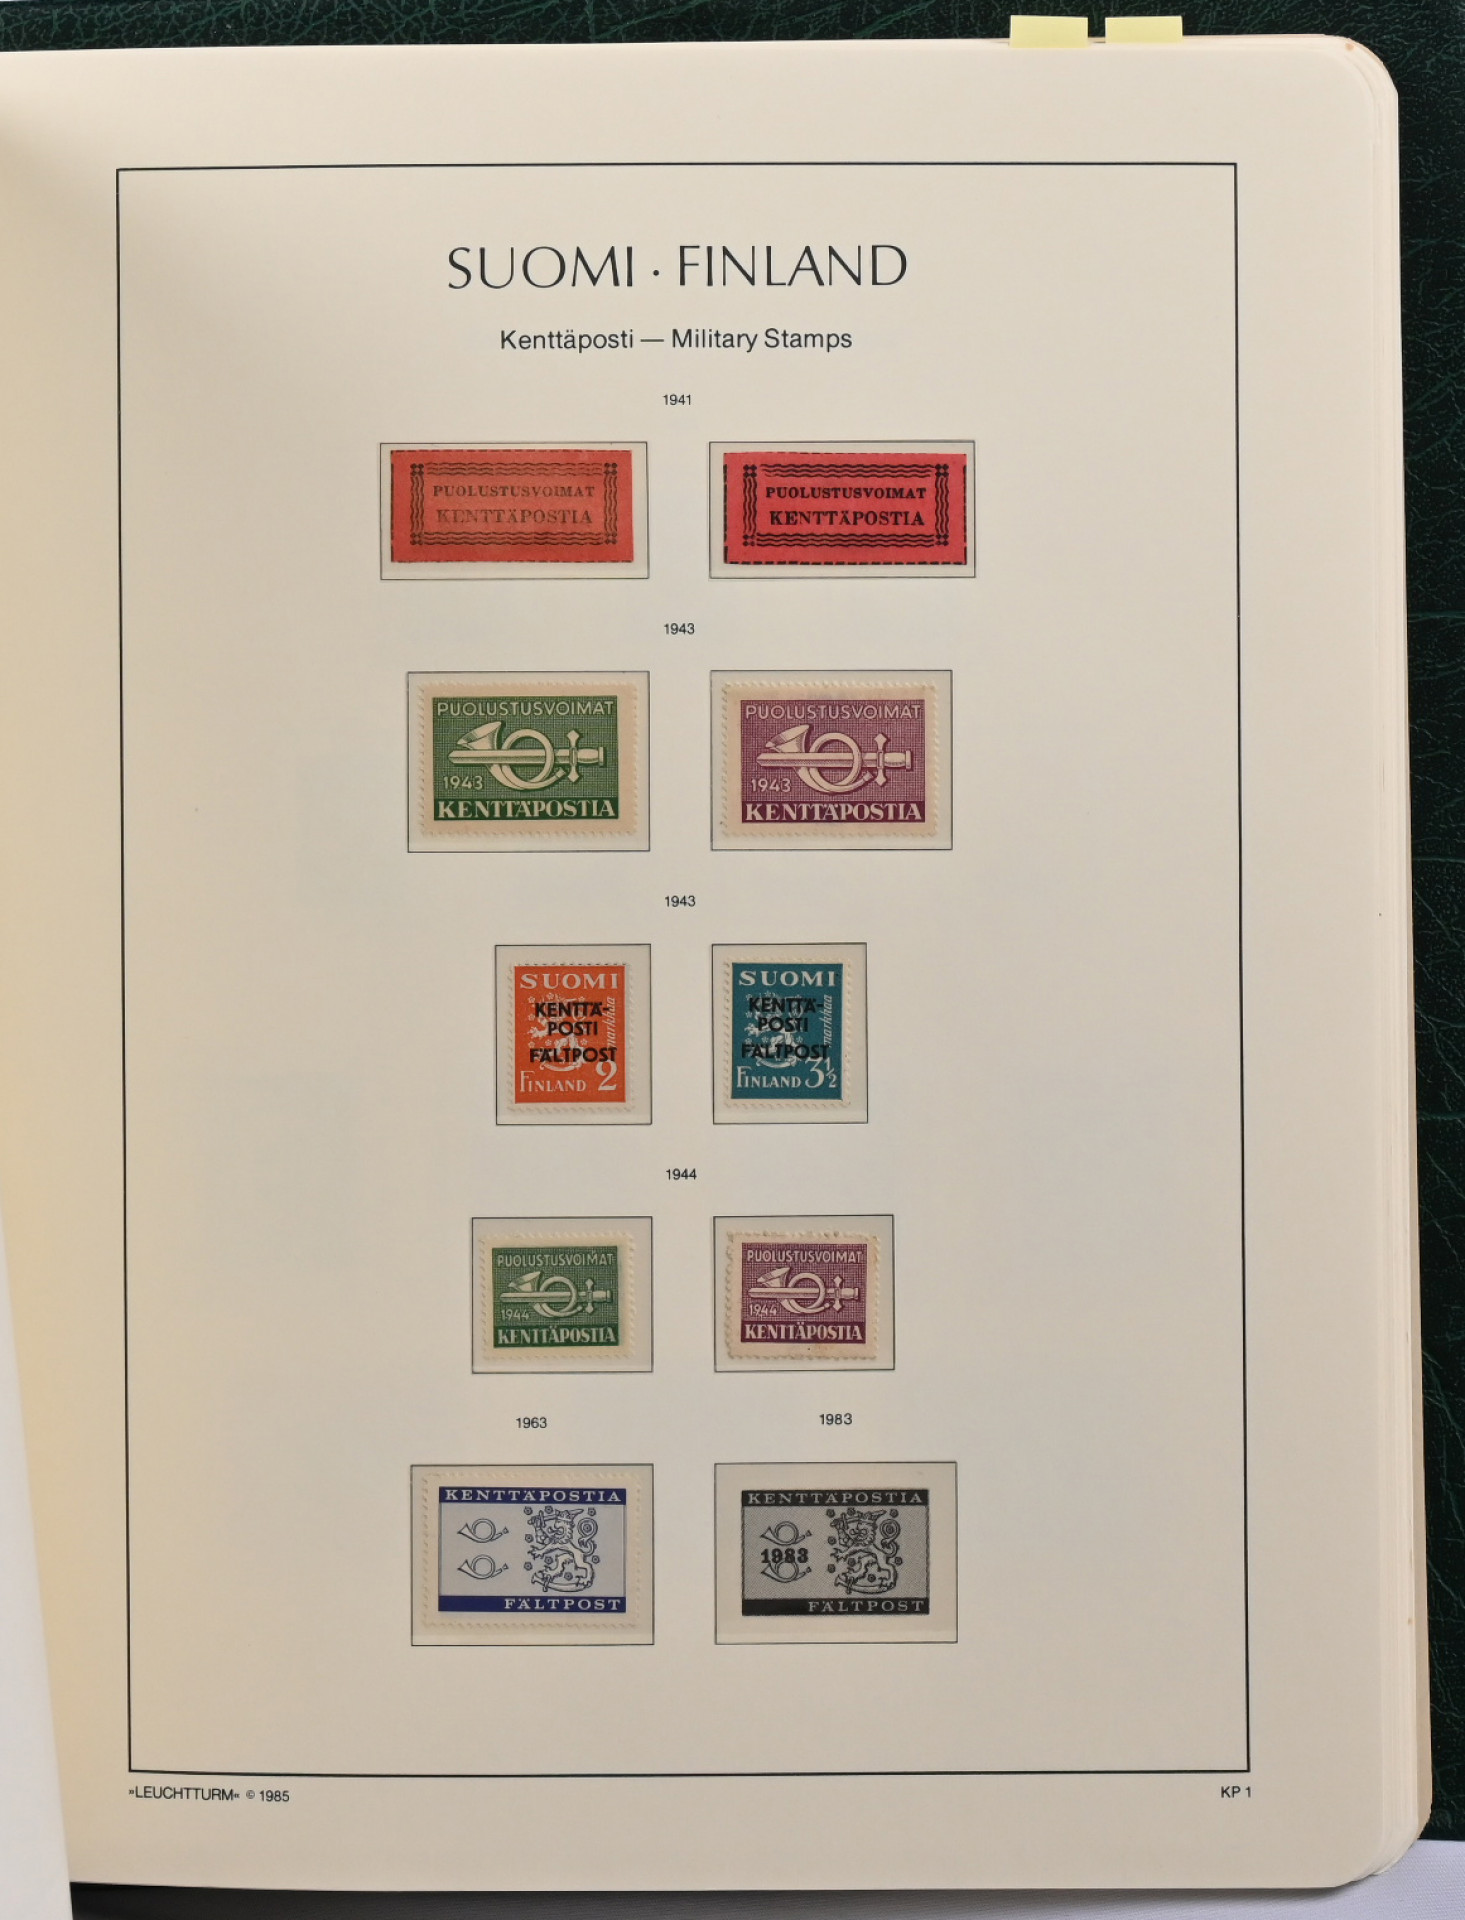 SUOMI · FINLAND
Kenttäposti — Military Stamps
1941
PUOLUSTUSVOIMAT
KENTTÄPOSTIA
PUOLUSTUSVOIMAT
KENTTÄPOSTIA
1943
PUOLUSTUSVOIMAT
1943
KENTTÄPOSTIA
PUOLUSTUSVOIMAT
1943
KENTTÄPOSTIA
1943
SUOMI
KENTTÄ-
POSTI
markkaa
FÄLTPOST
FINLAND 2
SUOMI
KENTTÄ-
POSTI
markkaa
FÄLTPOST
FINLAND 3½
1944
PUOLUSTUSVOIMAT
1944
KENTTÄPOSTIA
PUOLUSTUSVOIMAT
1944
KENTTÄPOSTIA
1963
KENTTÄPOSTIA
FÄLTPOST
1983
KENTTÄPOSTIA
1983
FÄLTPOST
»LEUCHTTURM« © 1985
KP 1